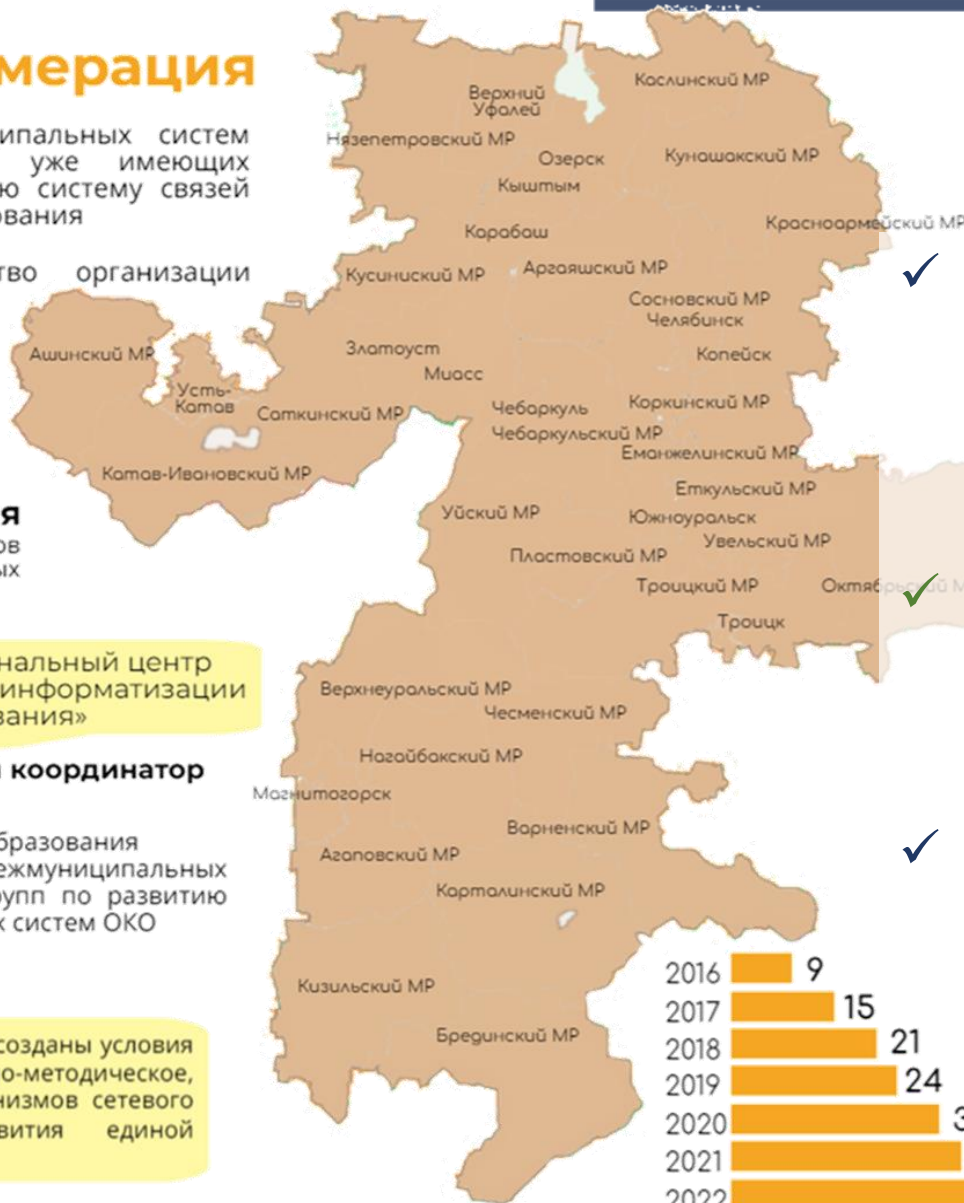 мерация
ипальных систем
уже имеющих
ю систему связей
ования
тво организации
я
ов
ых
нальный центр
информатизации
вания»
координатор
бразования
ежмуниципальных
рупп по развитию
х систем ОКО
созданы условия
о-методическое,
низмов сетевого
вития единой
Каслинский МР
Верхний
Уфалей
Нязепетровский МР
Озерск
Кунашакский МР
Кыштым
Красноармейский МР
Карабаш
Кусиниский МР
Аргаяшский МР
Сосновский МР
Челябинск
Ашинский МР
Златоуст
Копейск
Миасс
Усть-
Катав
Саткинский МР
Чебаркуль
Коркинский МР
Чебаркульский МР
Еманжелинский МР
Катав-Ивановский МР
Еткульский МР
Уйский МР
Южноуральск
Увельский МР
Пластовский МР
Троицкий МР
Октябрьский М
Троицк
Верхнеуральский МР
Чесменский МР
Нагайбакский МР
Магнитогорск
Варненский МР
Агаповский МР
Карталинский МР
Кизильский МР
Брединский МР
2016 9
2017 15
2018 21
2019 24
2020 3
2021
2022